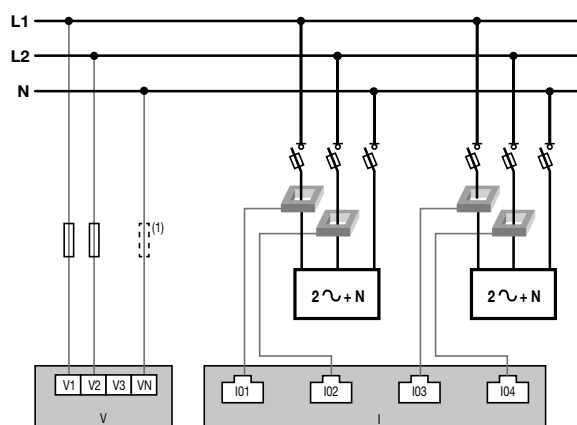 L1
L2
N
(1)
2 ∿ + N
2 ∿ + N
V1 V2 V3 VN
I01 I02 I03 I04
V
I